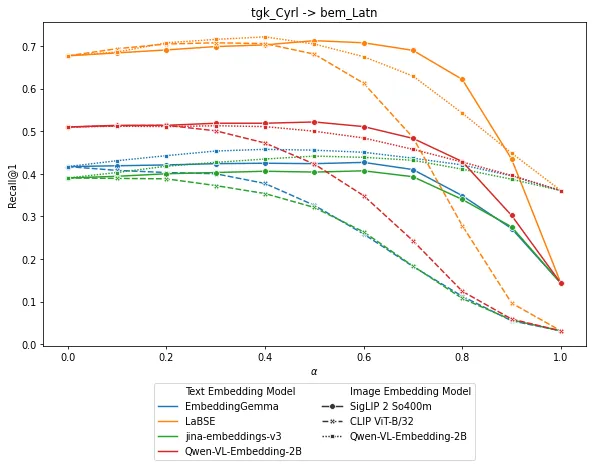 tgk_Cyrl -> bem_Latn
Recall@1
0.7
0.6
0.5
0.4
0.3
0.2
0.1
0.0
0.0 0.2 0.4 0.6 0.8 1.0
α
Text Embedding Model
EmbeddingGemma
LaBSE
jina-embeddings-v3
Qwen-VL-Embedding-2B
Image Embedding Model
SigLIP 2 So400m
CLIP ViT-B/32
Qwen-VL-Embedding-2B